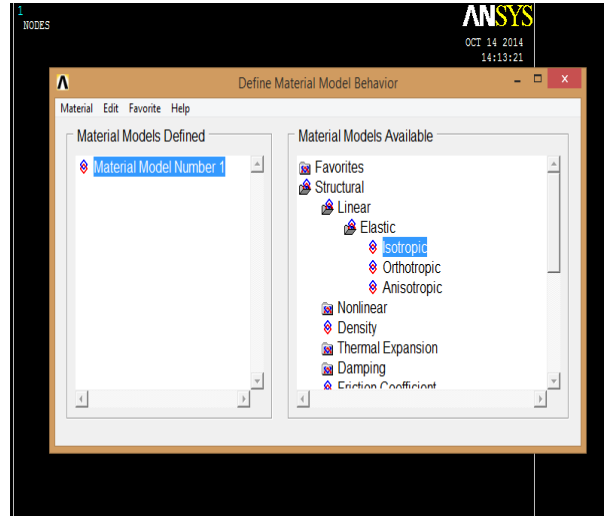 1
NODES
ANSYS
OCT 14 2014
14:13:21
Define Material Model Behavior
Material Edit Favorite Help
Material Models Defined
Material Model Number 1
Material Models Available
Favorites
Structural
Linear
Elastic
Isotropic
Orthotropic
Anisotropic
Nonlinear
Density
Thermal Expansion
Damping
Friction Coefficient